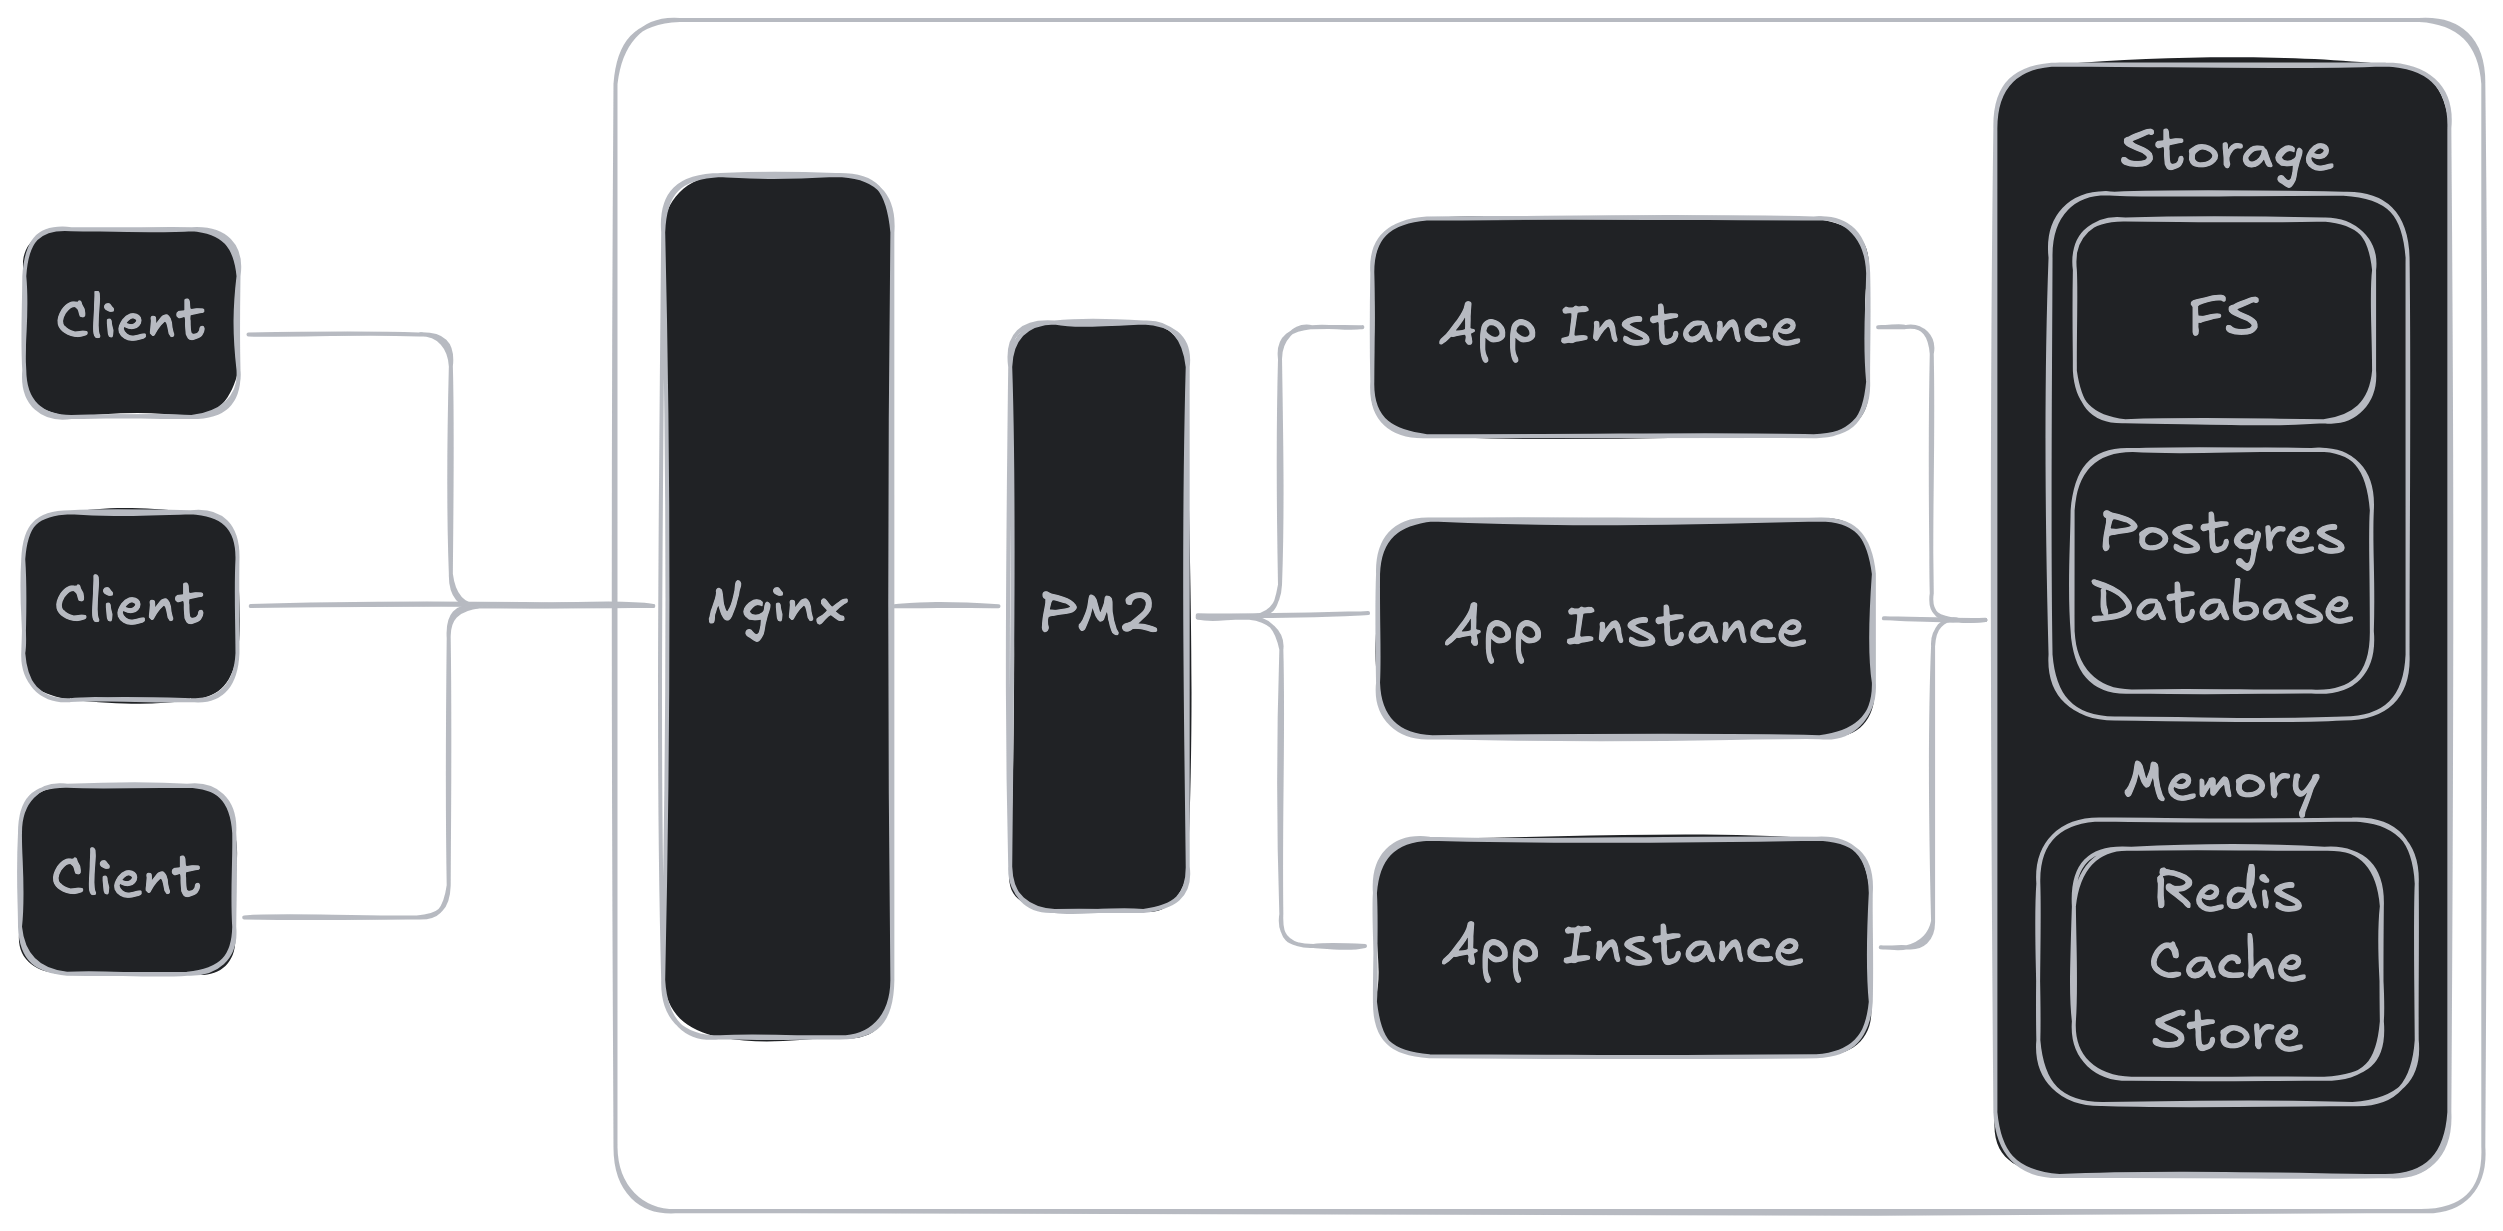 Client
Client
Client
Nginx
PM2
App Instance
App Instance
App Instance
Storage
FS
Postgres
Database
Memory
Redis
Cache
Store